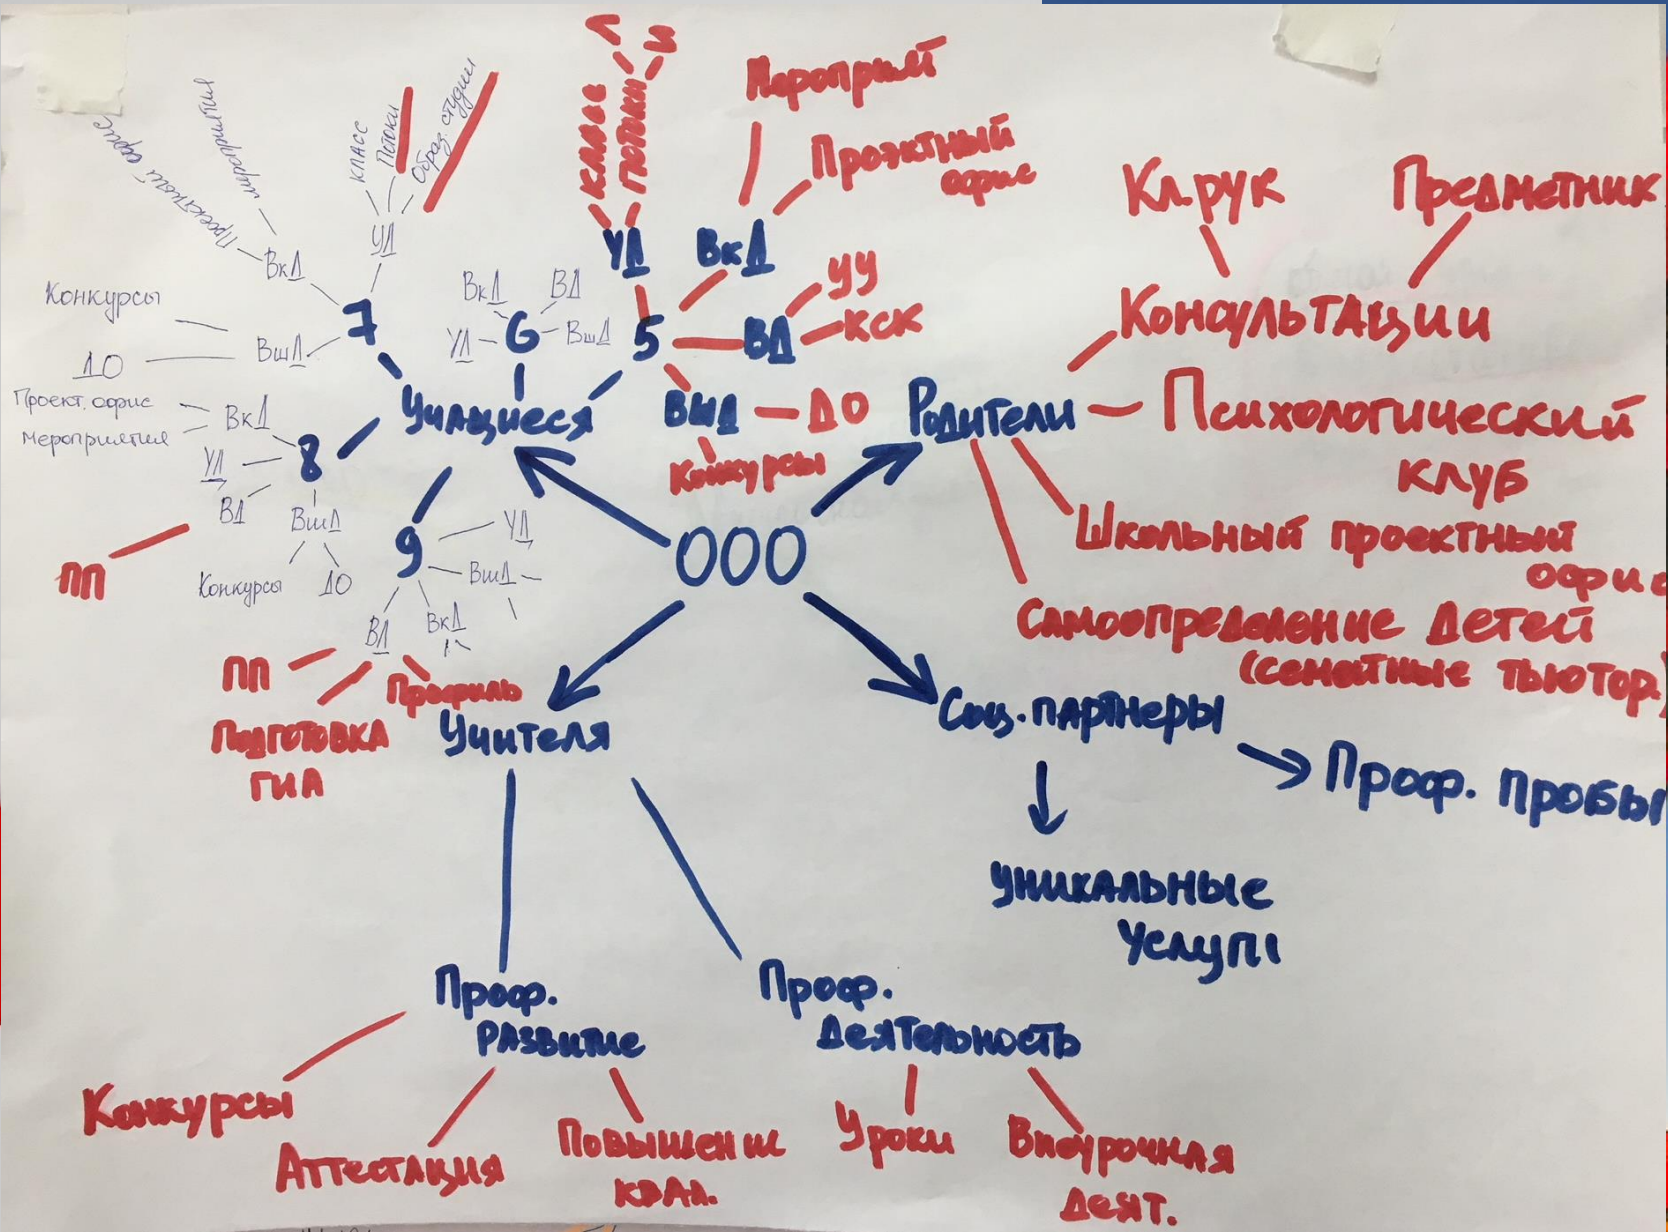 ООО
Учащиеся
5
УД
класс
потоки
Л
И
ВкД
Меропрыят
Проэктный
офис
ВД
УУ
КСК
ВшД
ДО
Конкурсы
6
ВкД
ВД
УД
ВшД
7
УД
класс
Потоки
Образ. студии
ВкД
мероприятия
Проектный офис
ВшД
Конкурсы
ДО
8
ВкД
Проект. офис
мероприятия
УД
ВД
ПП
ВшД
Конкурсы
ДО
9
УД
ВшД
ВкД
ВД
ПП
Подготовка
ГИА
Профиль
Родители
Консультации
Кл.рук
Предметник
Психологический
клуб
Школьный проектный
офис
Самоопределение детей
(семейные тьютор.)
Соц. партнеры
Проф. пробы
уникальные
услуги
Учителя
Проф.
развитие
Конкурсы
Аттестация
Повышение
квал.
Проф.
деятельность
Уроки
Внеурочная
деят.